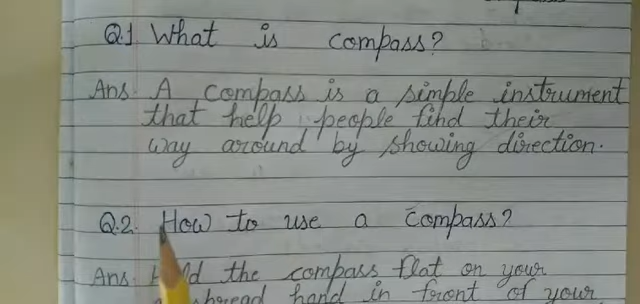 Q.1 What is compass?
Ans. A compass is a simple instrument
that help people find their
way around by showing direction.
Q.2. How to use a compass?
Ans. Hold the compass flat on your
hand in front of your